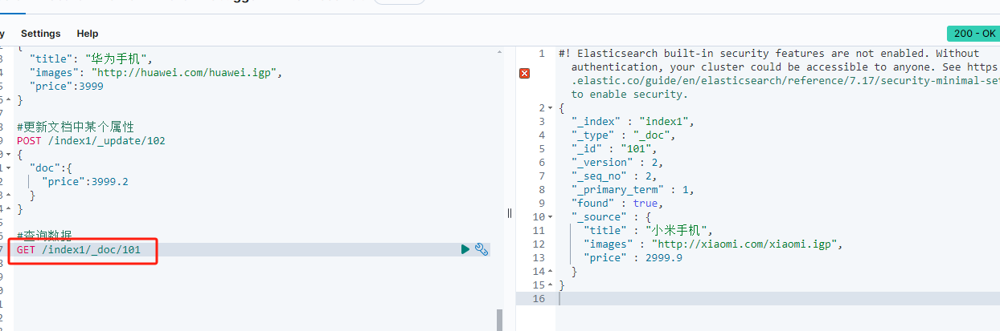 Settings Help
200 - OK
{
"title": "华为手机",
"images": "http://huawei.com/huawei.igp",
"price":3999
}
#更新文档中某个属性
POST /index1/_update/102
{
"doc":{
"price":3999.2
}
}
#查询数据
GET /index1/_doc/101
1 #! Elasticsearch built-in security features are not enabled. Without
authentication, your cluster could be accessible to anyone. See https
.elastic.co/guide/en/elasticsearch/reference/7.17/security-minimal-set
to enable security.
2 {
3 "_index" : "index1",
4 "_type" : "_doc",
5 "_id" : "101",
6 "_version" : 2,
7 "_seq_no" : 2,
8 "_primary_term" : 1,
9 "found" : true,
10 "_source" : {
11 "title" : "小米手机",
12 "images" : "http://xiaomi.com/xiaomi.igp",
13 "price" : 2999.9
14 }
15 }
16